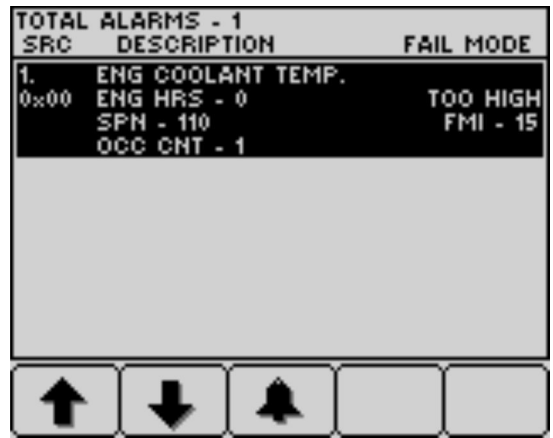 TOTAL ALARMS - 1
SRC DESCRIPTION FAIL MODE
1. ENG COOLANT TEMP.
0x00 ENG HRS - 0 TOO HIGH
SPN - 110 FMI - 15
OCC CNT - 1